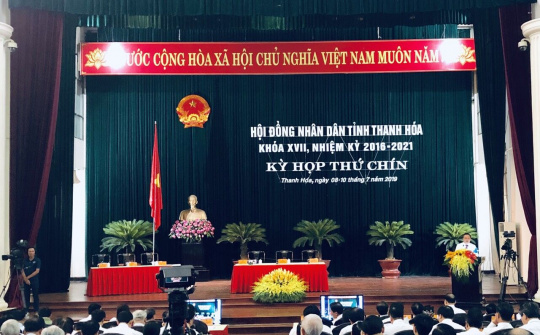 NƯỚC CỘNG HÒA XÃ HỘI CHỦ NGHĨA VIỆT NAM MUÔN NĂM
HỘI ĐỒNG NHÂN DÂN TỈNH THANH HÓA
KHÓA XVII, NHIỆM KỲ 2016-2021
KỲ HỌP THỨ CHÍN
Thanh Hóa, ngày 08-10 tháng 7 năm 2019